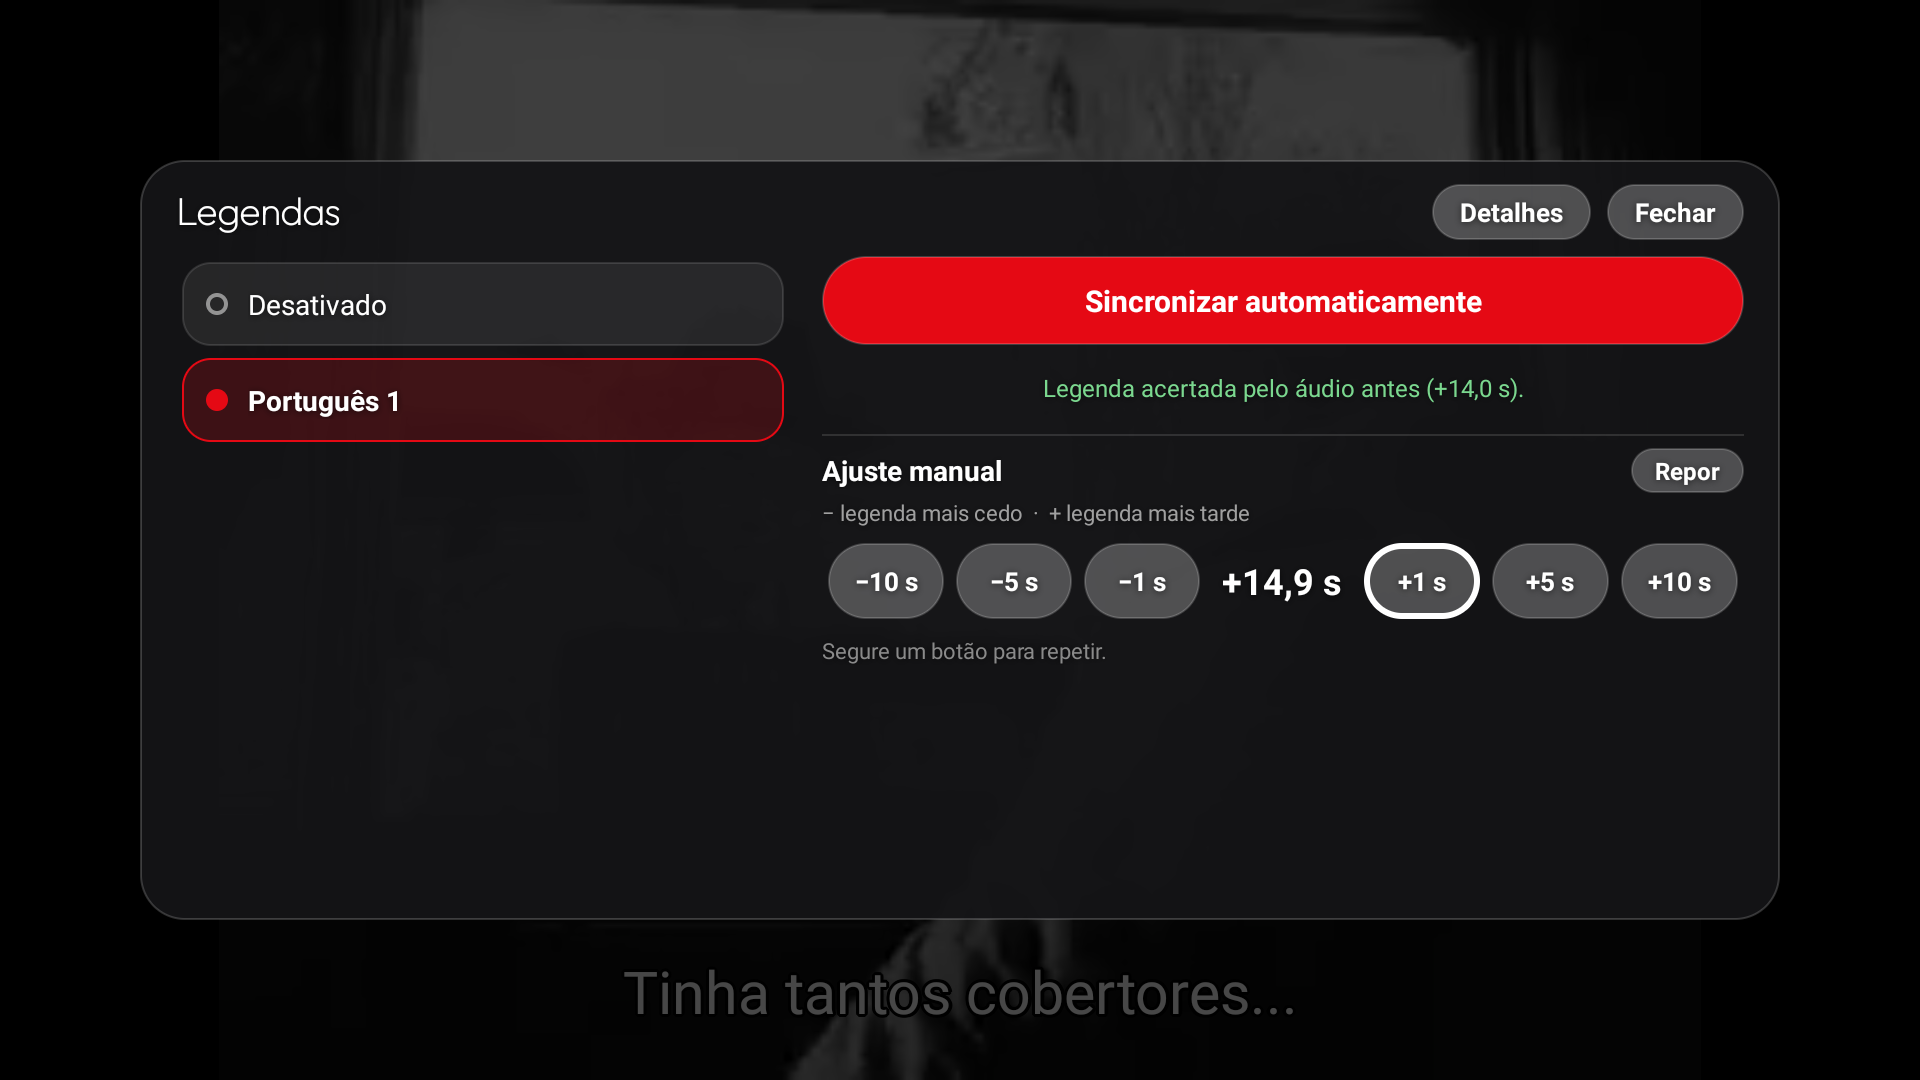 Legendas
Detalhes
Fechar
Desativado
Português 1
Sincronizar automaticamente
Legenda acertada pelo áudio antes (+14,0 s).
Ajuste manual
Repor
− legenda mais cedo · + legenda mais tarde
−10 s
−5 s
−1 s
+14,9 s
+1 s
+5 s
+10 s
Segure um botão para repetir.
Tinha tantos cobertores...